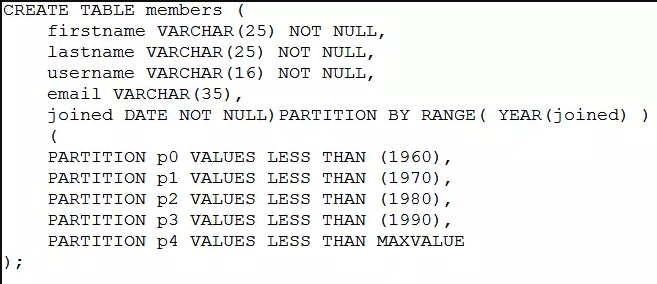 CREATE TABLE members (
    firstname VARCHAR(25) NOT NULL,
    lastname VARCHAR(25) NOT NULL,
    username VARCHAR(16) NOT NULL,
    email VARCHAR(35),
    joined DATE NOT NULL)PARTITION BY RANGE( YEAR(joined) )
    (
    PARTITION p0 VALUES LESS THAN (1960),
    PARTITION p1 VALUES LESS THAN (1970),
    PARTITION p2 VALUES LESS THAN (1980),
    PARTITION p3 VALUES LESS THAN (1990),
    PARTITION p4 VALUES LESS THAN MAXVALUE
);